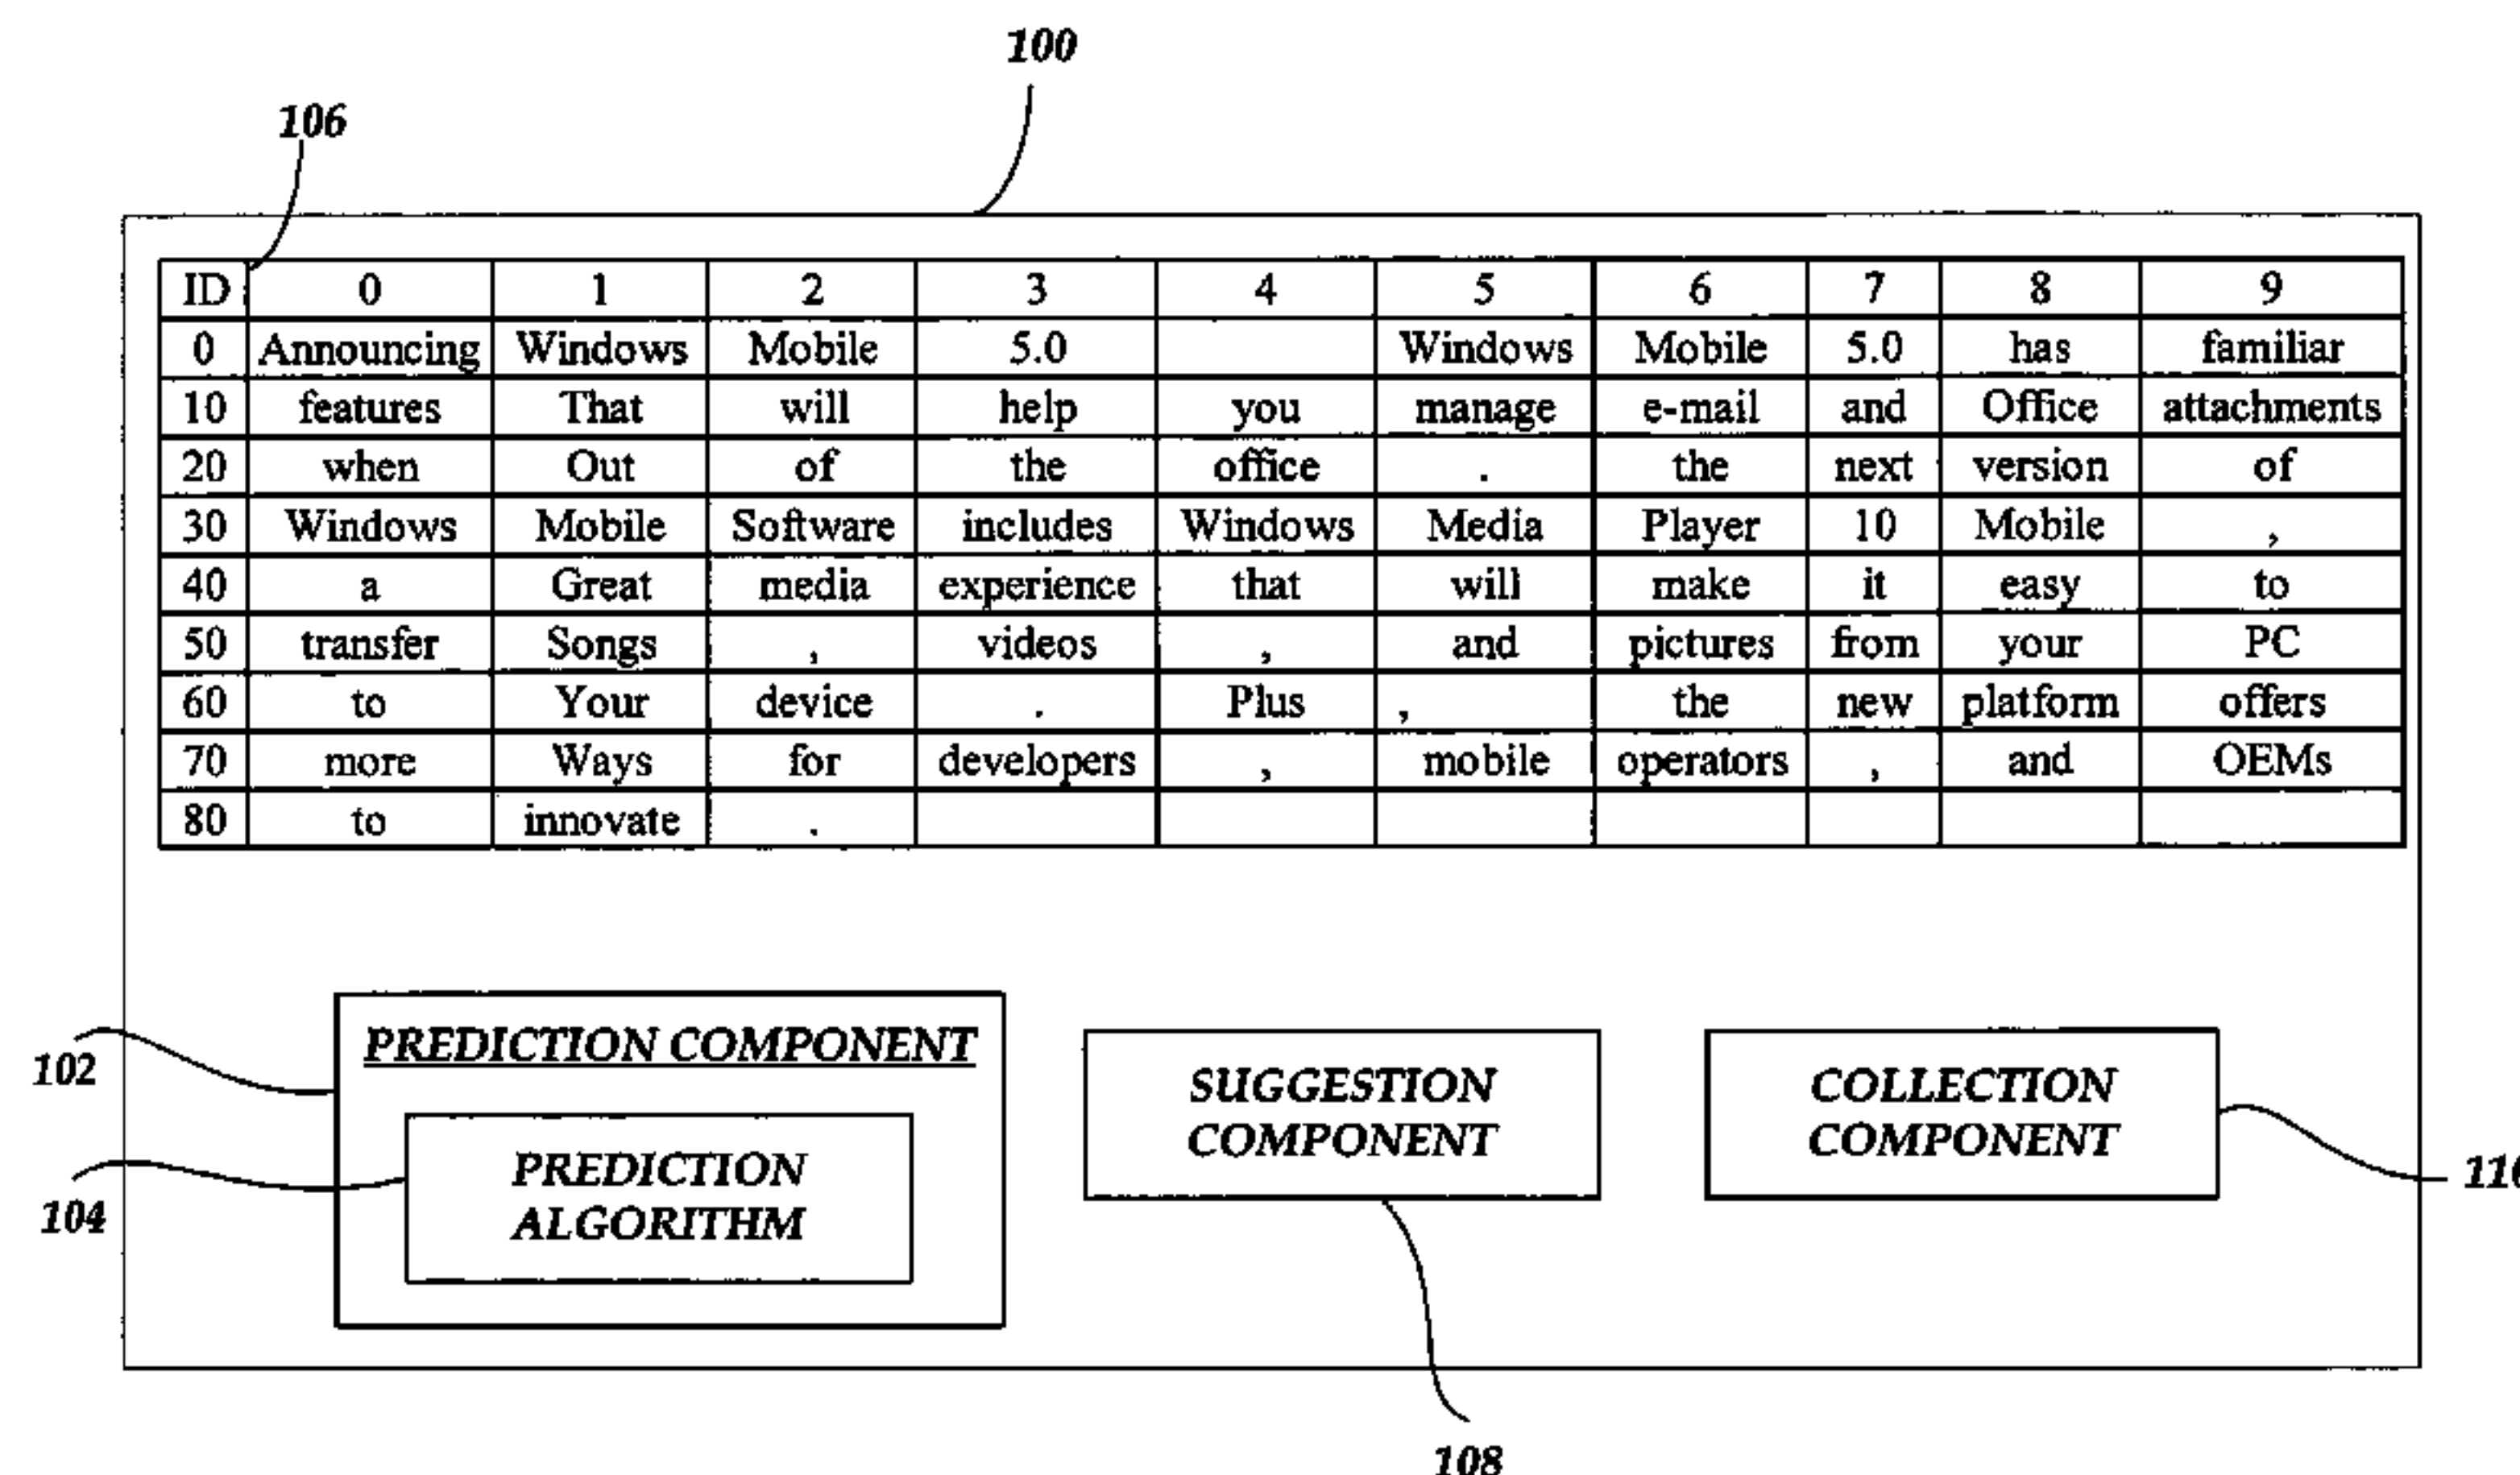 100
106
ID 0 1 2 3 4 5 6 7 8 9
0 Announcing Windows Mobile 5.0 Windows Mobile 5.0 has familiar
10 features That will help you manage e-mail and Office attachments
20 when Out of the office . the next version of
30 Windows Mobile Software includes Windows Media Player 10 Mobile ,
40 a Great media experience that will make it easy to
50 transfer Songs , videos , and pictures from your PC
60 to Your device . Plus , the new platform offers
70 more Ways for developers , mobile operators , and OEMs
80 to innovate .
102
PREDICTION COMPONENT
SUGGESTION
COMPONENT
COLLECTION
COMPONENT
104
PREDICTION
ALGORITHM
110
108